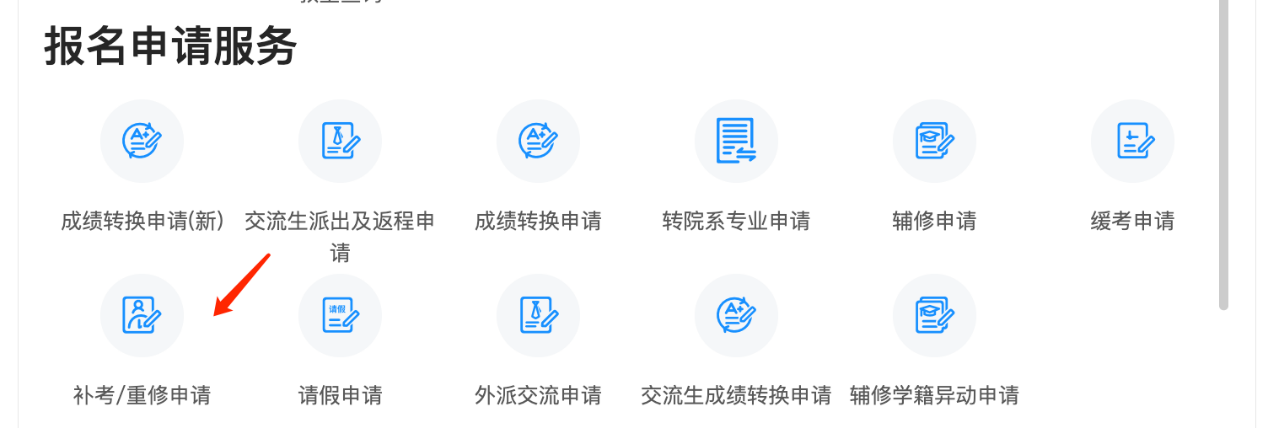 报名申请服务
成绩转换申请(新)
交流生派出及返程申
请
成绩转换申请
转院系专业申请
辅修申请
缓考申请
请假
补考/重修申请
请假申请
外派交流申请
交流生成绩转换申请
辅修学籍异动申请